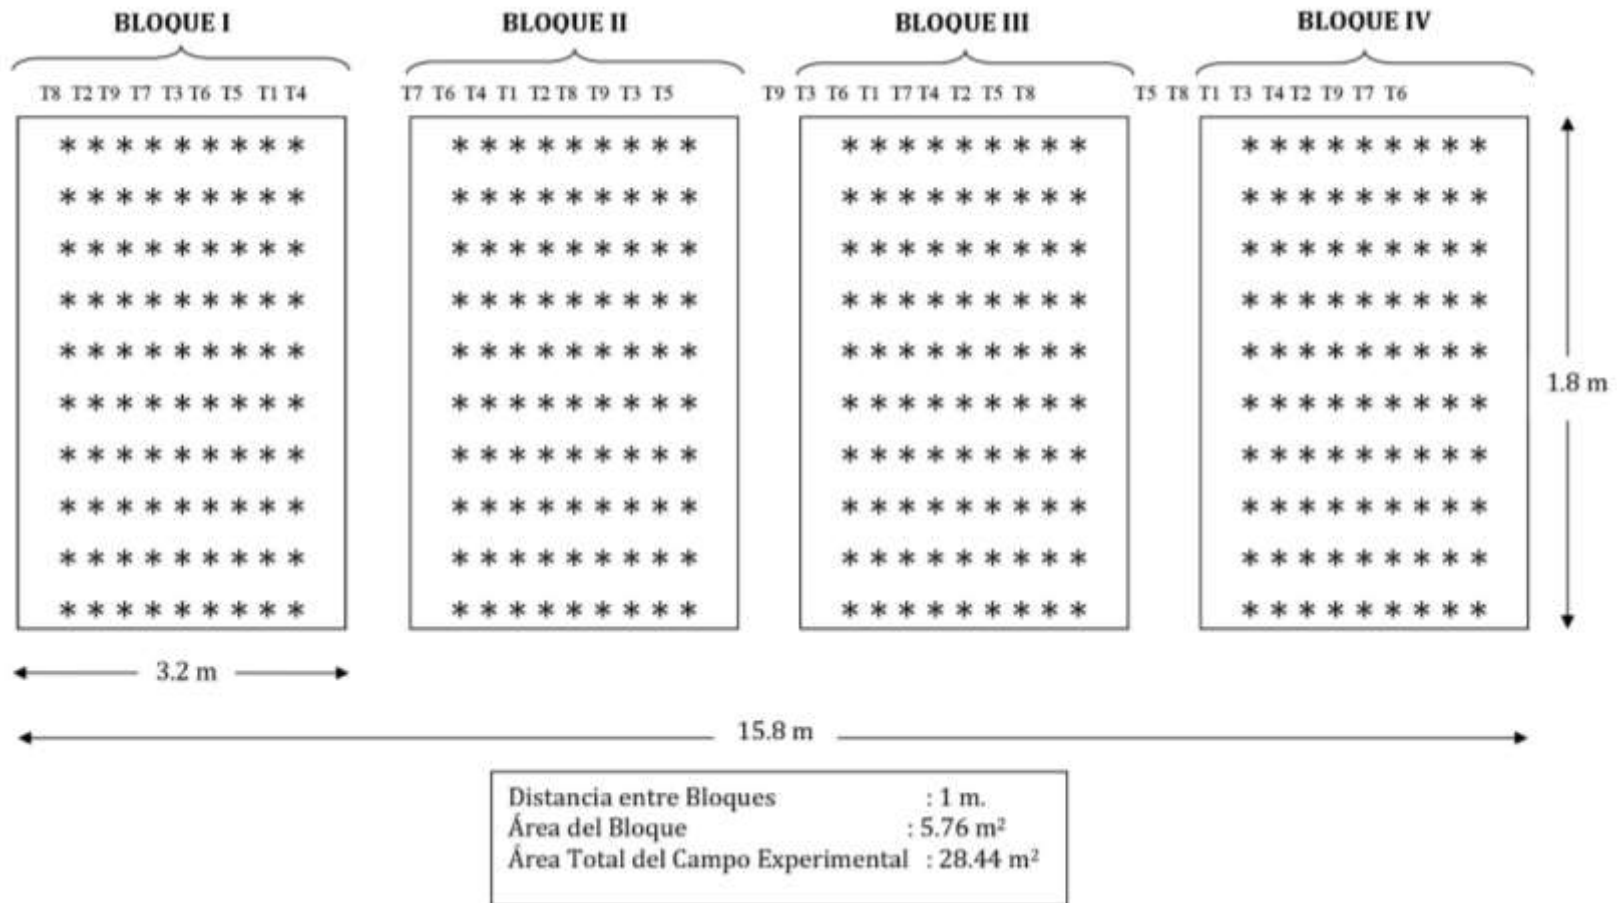 BLOQUE I BLOQUE II BLOQUE III BLOQUE IV
T8 T2 T9 T7 T3 T6 T5 T1 T4 T7 T6 T4 T1 T2 T8 T9 T3 T5 T9 T3 T6 T1 T7 T4 T2 T5 T8 T5 T8 T1 T3 T4 T2 T9 T7 T6
* * * * * * * * * * * * * * * * * * * * * * * * * * * * * * * * * * * *
* * * * * * * * * * * * * * * * * * * * * * * * * * * * * * * * * * * *
* * * * * * * * * * * * * * * * * * * * * * * * * * * * * * * * * * * *
* * * * * * * * * * * * * * * * * * * * * * * * * * * * * * * * * * * *
* * * * * * * * * * * * * * * * * * * * * * * * * * * * * * * * * * * *
1.8 m
* * * * * * * * * * * * * * * * * * * * * * * * * * * * * * * * * * * *
* * * * * * * * * * * * * * * * * * * * * * * * * * * * * * * * * * * *
* * * * * * * * * * * * * * * * * * * * * * * * * * * * * * * * * * * *
* * * * * * * * * * * * * * * * * * * * * * * * * * * * * * * * * * * *
* * * * * * * * * * * * * * * * * * * * * * * * * * * * * * * * * * * *
3.2 m
15.8 m
Distancia entre Bloques : 1 m.
Área del Bloque : 5.76 m²
Área Total del Campo Experimental : 28.44 m²